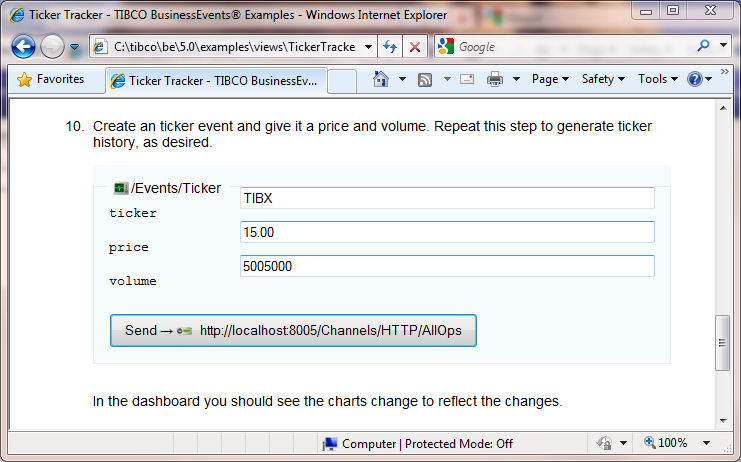 Ticker Tracker - TIBCO BusinessEvents® Examples - Windows Internet Explorer
C:\tibco\be\5.0\examples\views\TickerTracke
Google
Favorites
Ticker Tracker - TIBCO BusinessEv...
Page
Safety
Tools
10. Create an ticker event and give it a price and volume. Repeat this step to generate ticker
history, as desired.
/Events/Ticker
ticker
TIBX
price
15.00
volume
5005000
Send → http://localhost:8005/Channels/HTTP/AllOps
In the dashboard you should see the charts change to reflect the changes.
Computer | Protected Mode: Off
100%